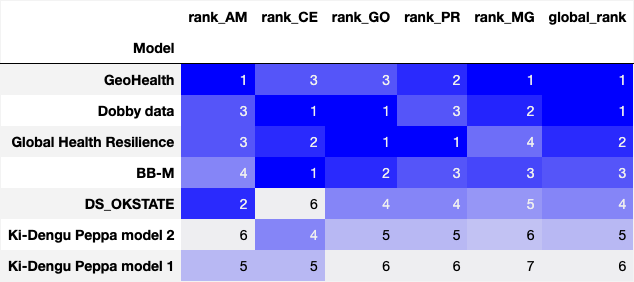 rank_AM rank_CE rank_GO rank_PR rank_MG global_rank
Model
GeoHealth 1 3 3 2 1 1
Dobby data 3 1 1 3 2 1
Global Health Resilience 3 2 1 1 4 2
BB-M 4 1 2 3 3 3
DS_OKSTATE 2 6 4 4 5 4
Ki-Dengu Peppa model 2 6 4 5 5 6 5
Ki-Dengu Peppa model 1 5 5 6 6 7 6